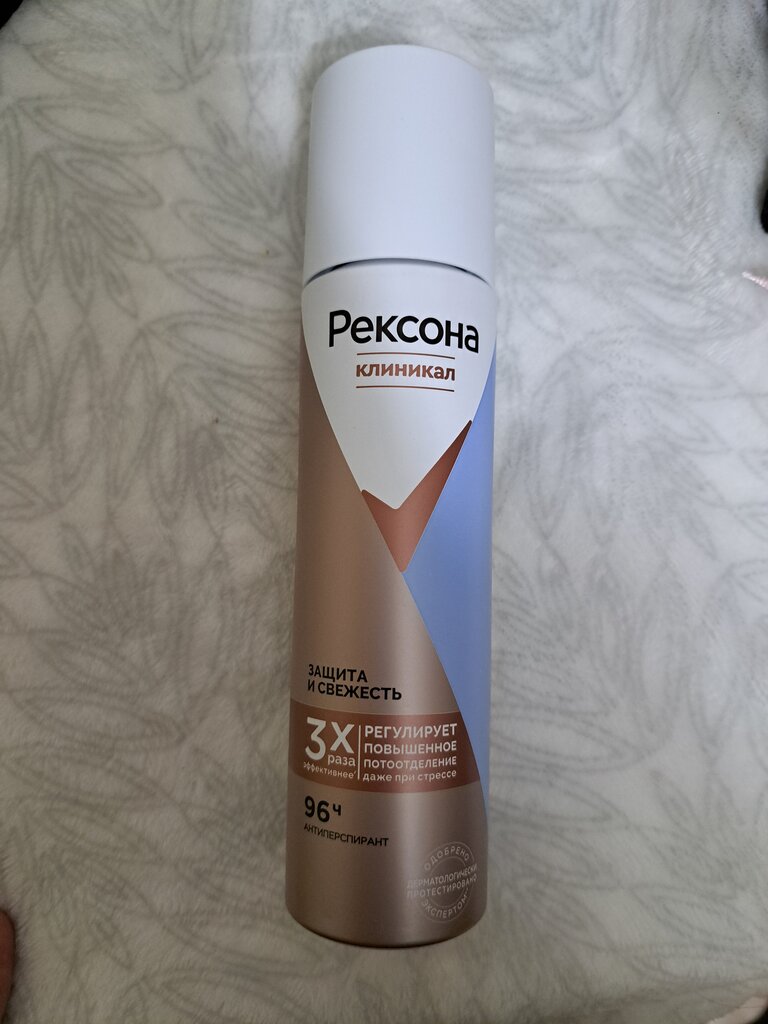 Рексона
клиникал
ЗАЩИТА
И СВЕЖЕСТЬ
3X
раза
эффективнее
РЕГУЛИРУЕТ
ПОВЫШЕННОЕ
ПОТООТДЕЛЕНИЕ
даже при стрессе
96ч
АНТИПЕРСПИРАНТ
ОДОБРЕНО
ДЕРМАТОЛОГИЧЕСКИ
ПРОТЕСТИРОВАНО
ЭКСПЕРТОМ